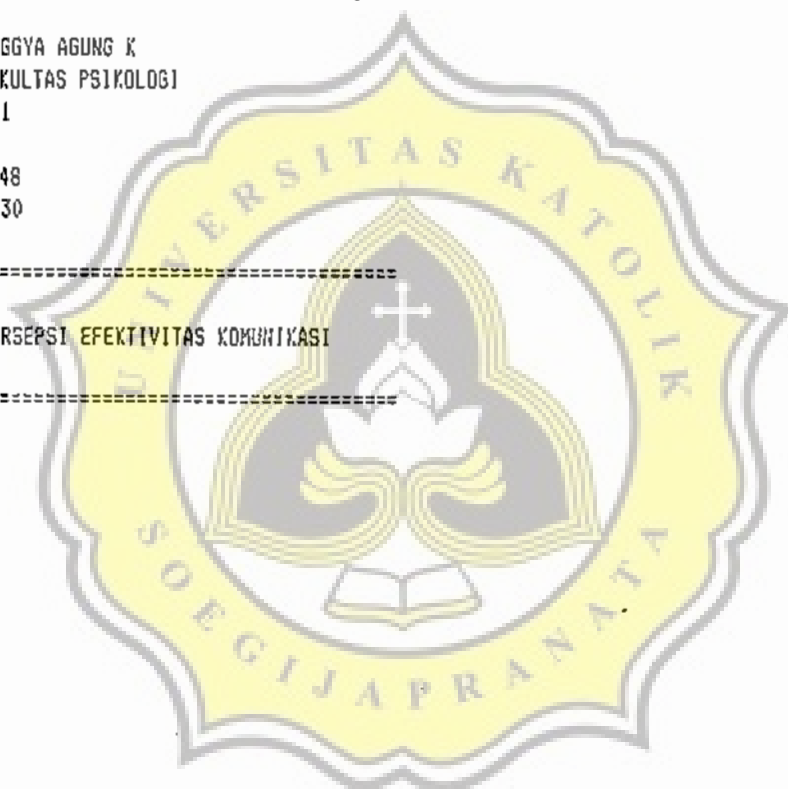 GGYA AGUNG K
KULTAS PSIKOLOGI
1
48
30
==========================================
RSEPSI EFEKTIVITAS KOMUNIKASI
==========================================
UNIVERSITAS KATOLIK
SOEGIJAPRANATA